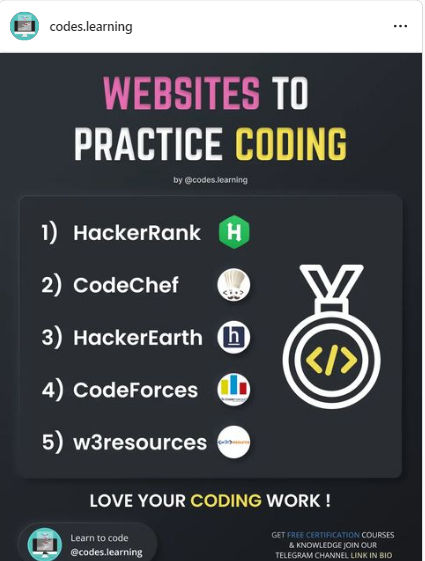 codes.learning
WEBSITES TO
PRACTICE CODING
by @codes.learning
1) HackerRank
2) CodeChef
3) HackerEarth
4) CodeForces
5) w3resources
</>
LOVE YOUR CODING WORK !
Learn to code
@codes.learning
GET FREE CERTIFICATION COURSES
& KNOWLEDGE JOIN OUR
TELEGRAM CHANNEL LINK IN BIO